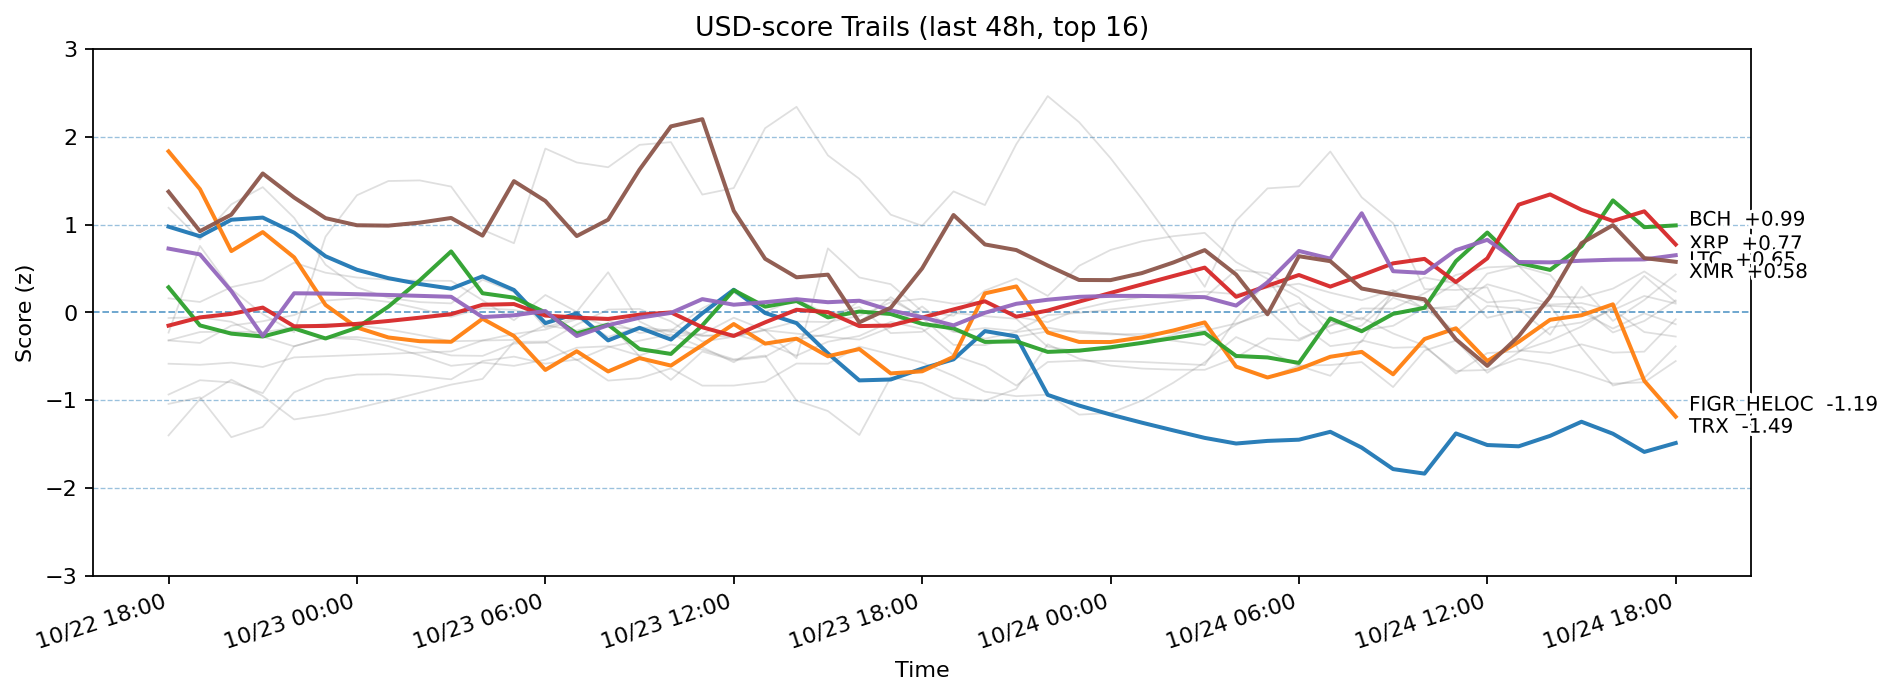 USD-score Trails (last 48h, top 16)
Score (z)
3
2
1
0
−1
−2
−3
BCH +0.99
XRP +0.77
LTC +0.65
XMR +0.58
FIGR_HELOC -1.19
TRX -1.49
10/22 18:00
10/23 00:00
10/23 06:00
10/23 12:00
10/23 18:00
10/24 00:00
10/24 06:00
10/24 12:00
10/24 18:00
Time